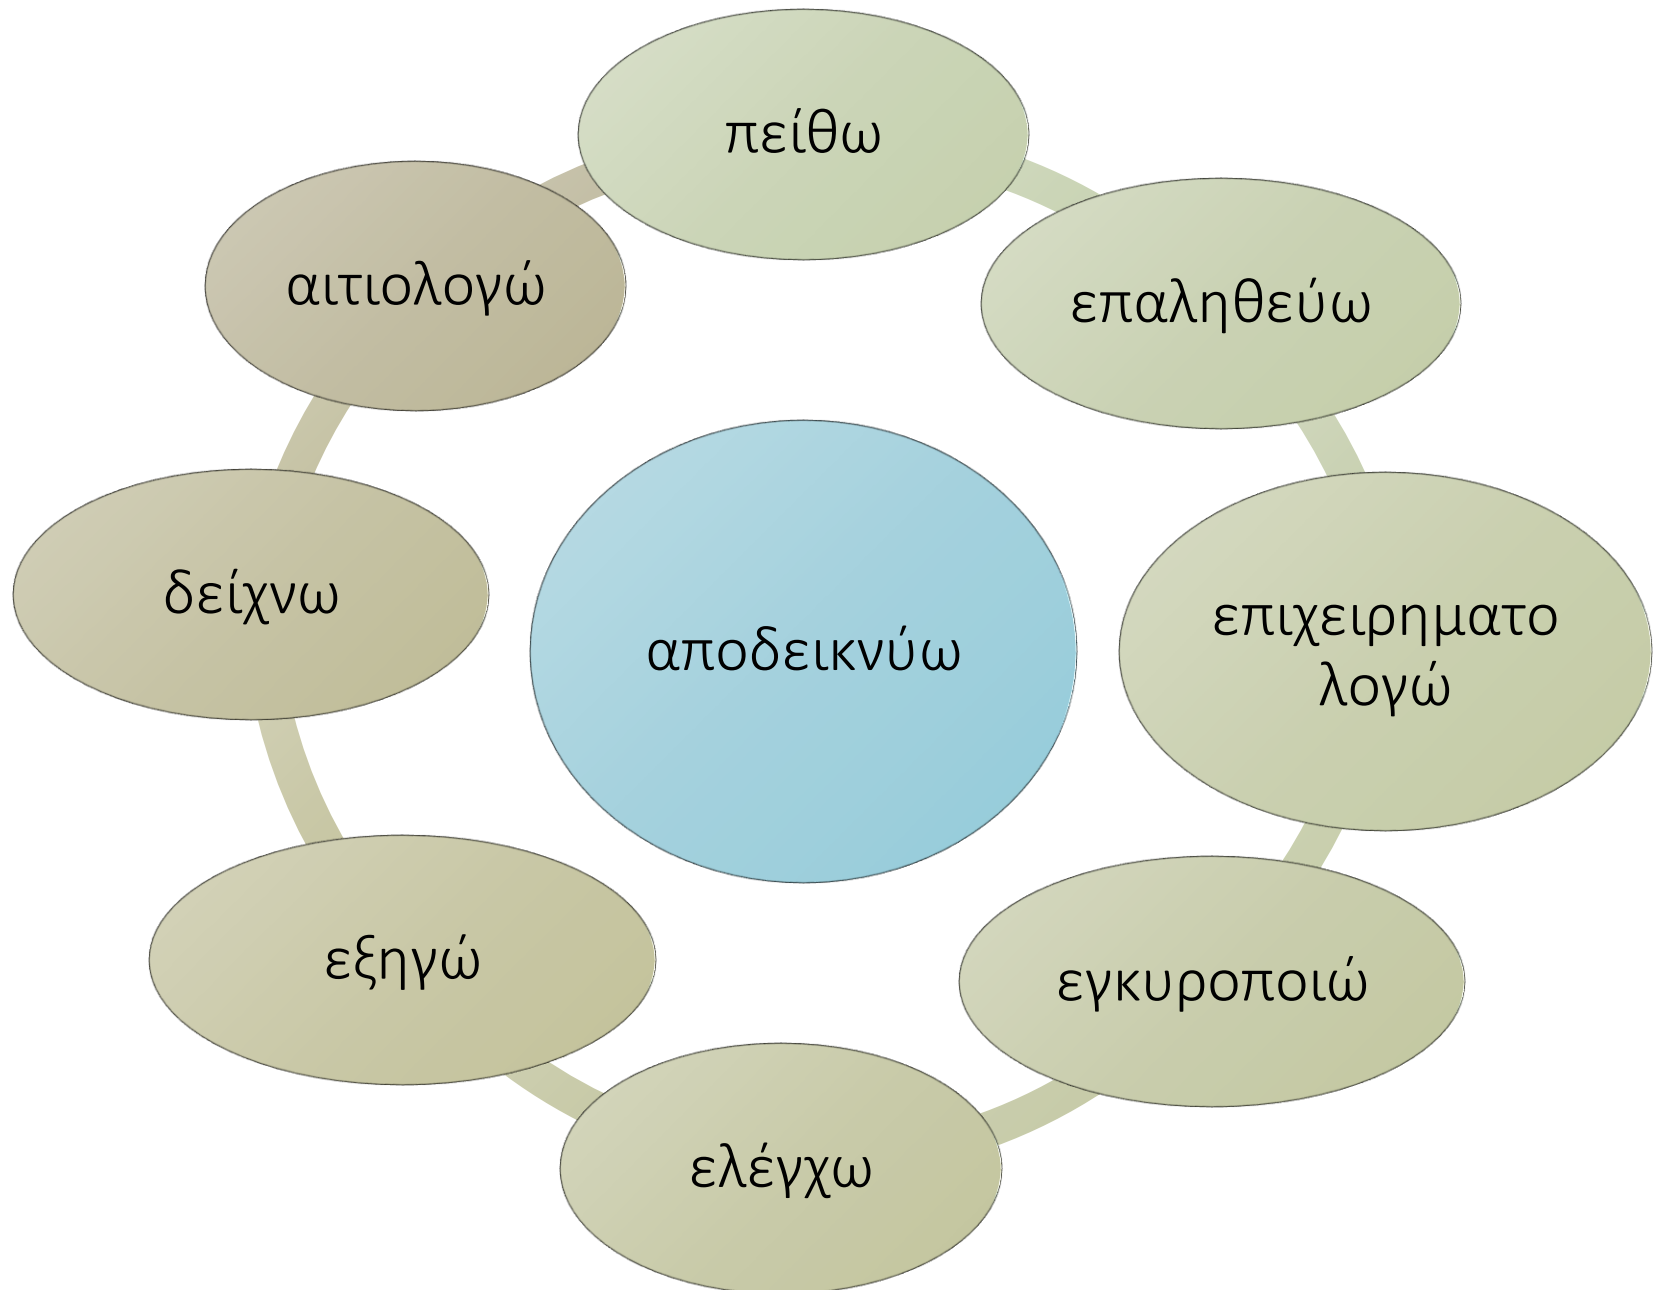 πείθω
αιτιολογώ
επαληθεύω
δείχνω
αποδεικνύω
επιχειρηματο
λογώ
εξηγώ
εγκυροποιώ
ελέγχω